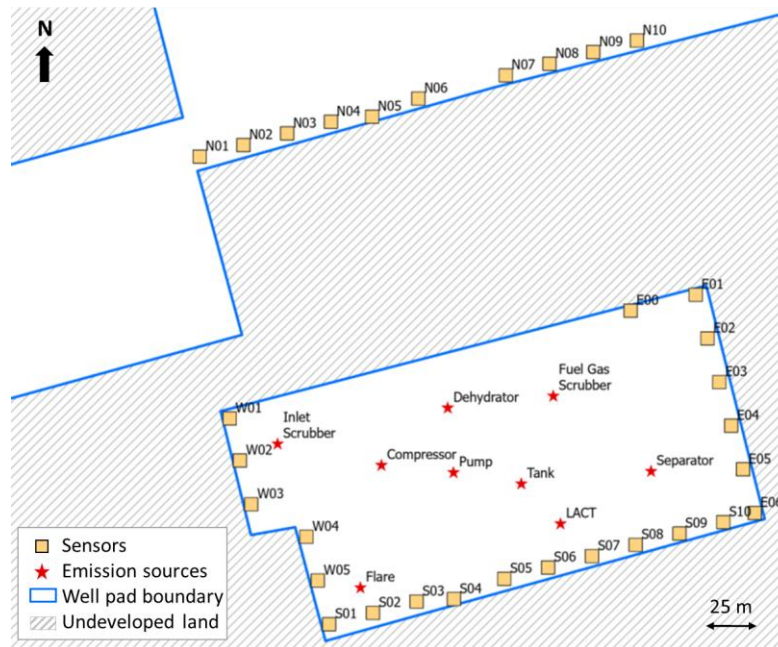 N
N10
N09
N08
N07
N06
N05
N04
N03
N02
N01
E01
E00
E02
E03
E04
E05
E06
Fuel Gas
Scrubber
Dehydrator
W01
Inlet
Scrubber
W02
Compressor
Pump
Tank
Separator
W03
LACT
S10
S09
W04
S08
S07
S06
S05
W05
Flare
S04
S03
S02
S01
Sensors
Emission sources
Well pad boundary
Undeveloped land
25 m